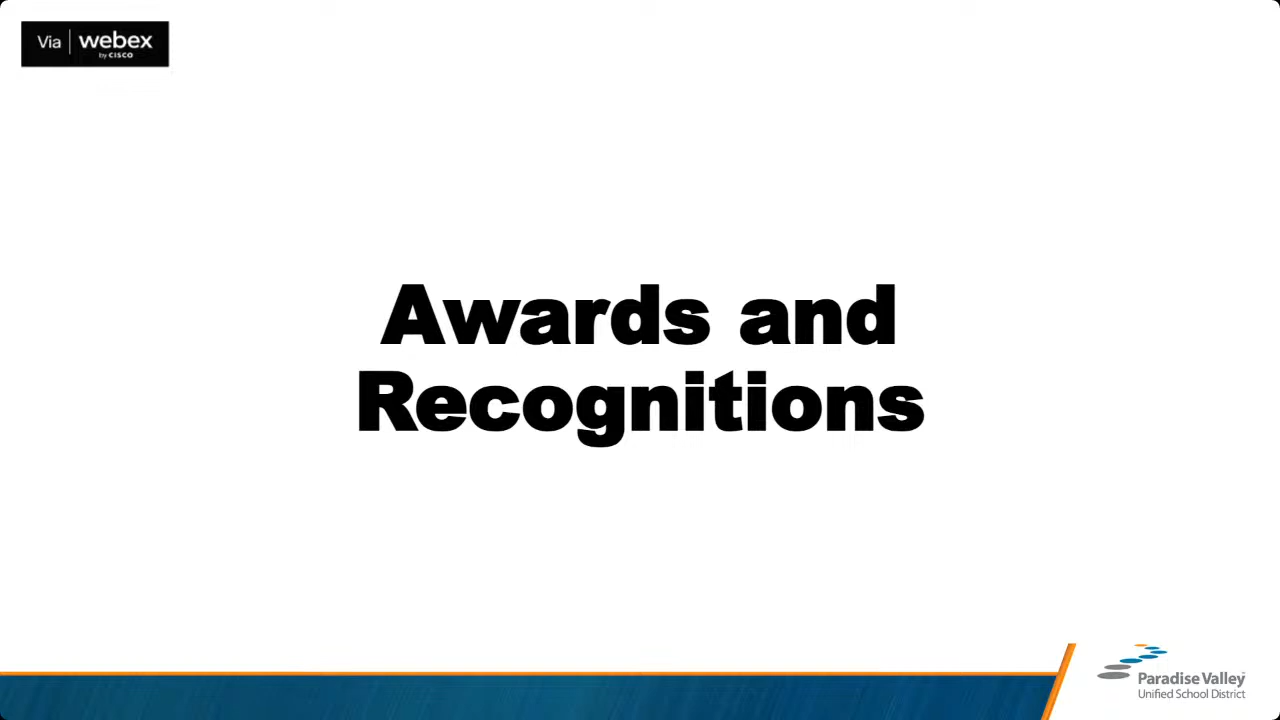 Via | webex
by CISCO
Awards and
Recognitions
Paradise Valley
Unified School District